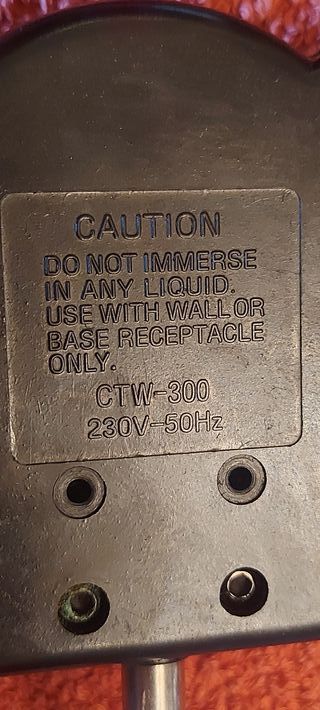 CAUTION
DO NOT IMMERSE
IN ANY LIQUID.
USE WITH WALL OR
BASE RECEPTACLE
ONLY.
CTW-300
230V-50Hz